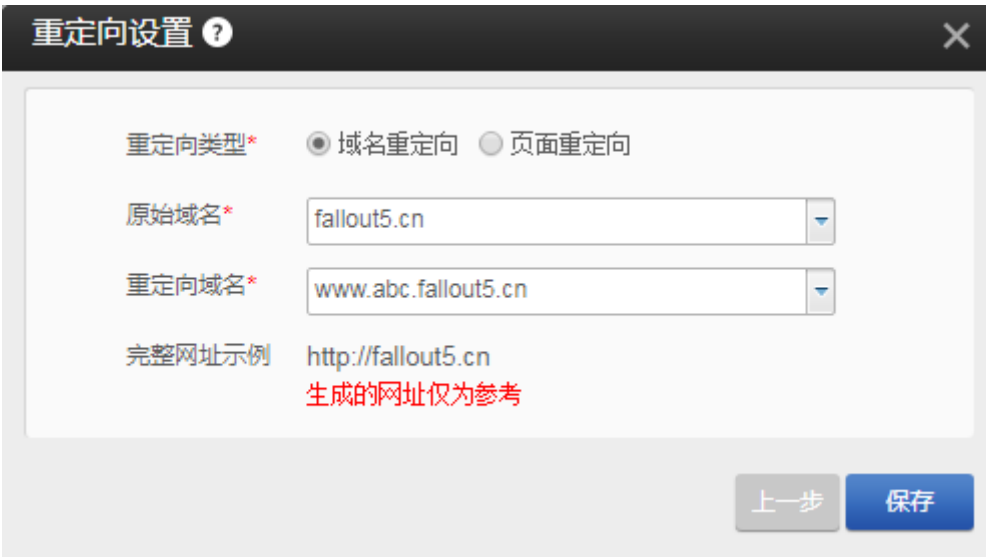 重定向设置 ?
重定向类型* 域名重定向 页面重定向
原始域名* fallout5.cn
重定向域名* www.abc.fallout5.cn
完整网址示例 http://fallout5.cn
生成的网址仅为参考
上一步 保存